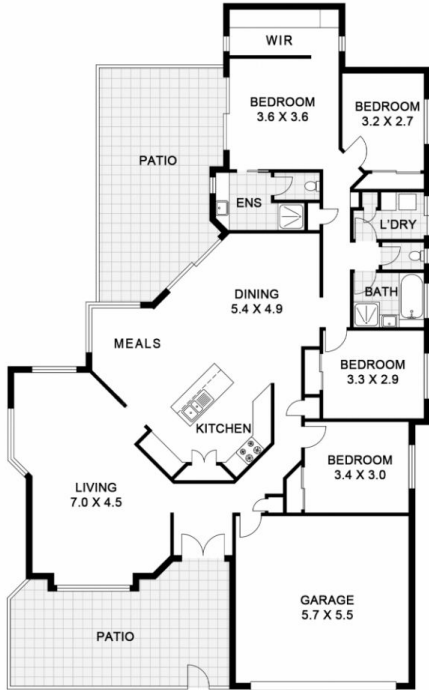 WIR
BEDROOM
3.6 X 3.6
BEDROOM
3.2 X 2.7
PATIO
ENS
L'DRY
BATH
DINING
5.4 X 4.9
MEALS
BEDROOM
3.3 X 2.9
KITCHEN
BEDROOM
3.4 X 3.0
LIVING
7.0 X 4.5
GARAGE
5.7 X 5.5
PATIO